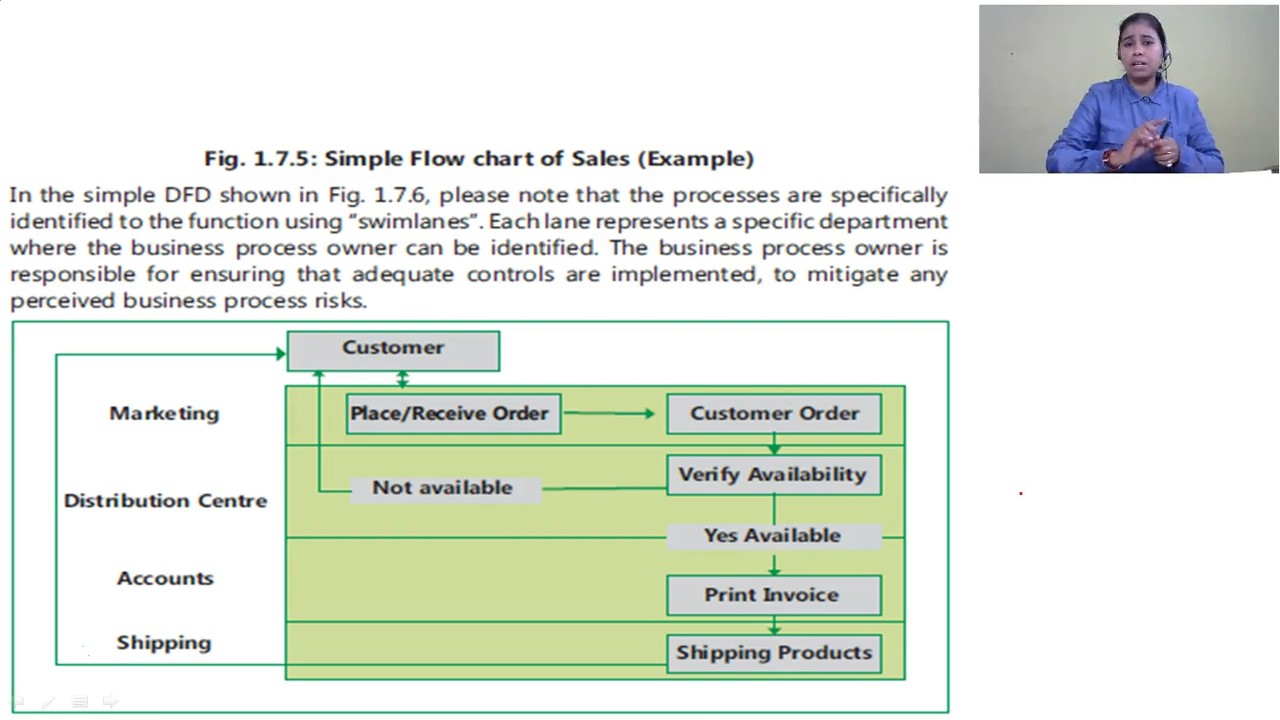 Fig. 1.7.5: Simple Flow chart of Sales (Example)
In the simple DFD shown in Fig. 1.7.6, please note that the processes are specifically
identified to the function using “swimlanes”. Each lane represents a specific department
where the business process owner can be identified. The business process owner is
responsible for ensuring that adequate controls are implemented, to mitigate any
perceived business process risks.
Customer
Marketing
Place/Receive Order
Customer Order
Verify Availability
Not available
Distribution Centre
Yes Available
Accounts
Print Invoice
Shipping
Shipping Products